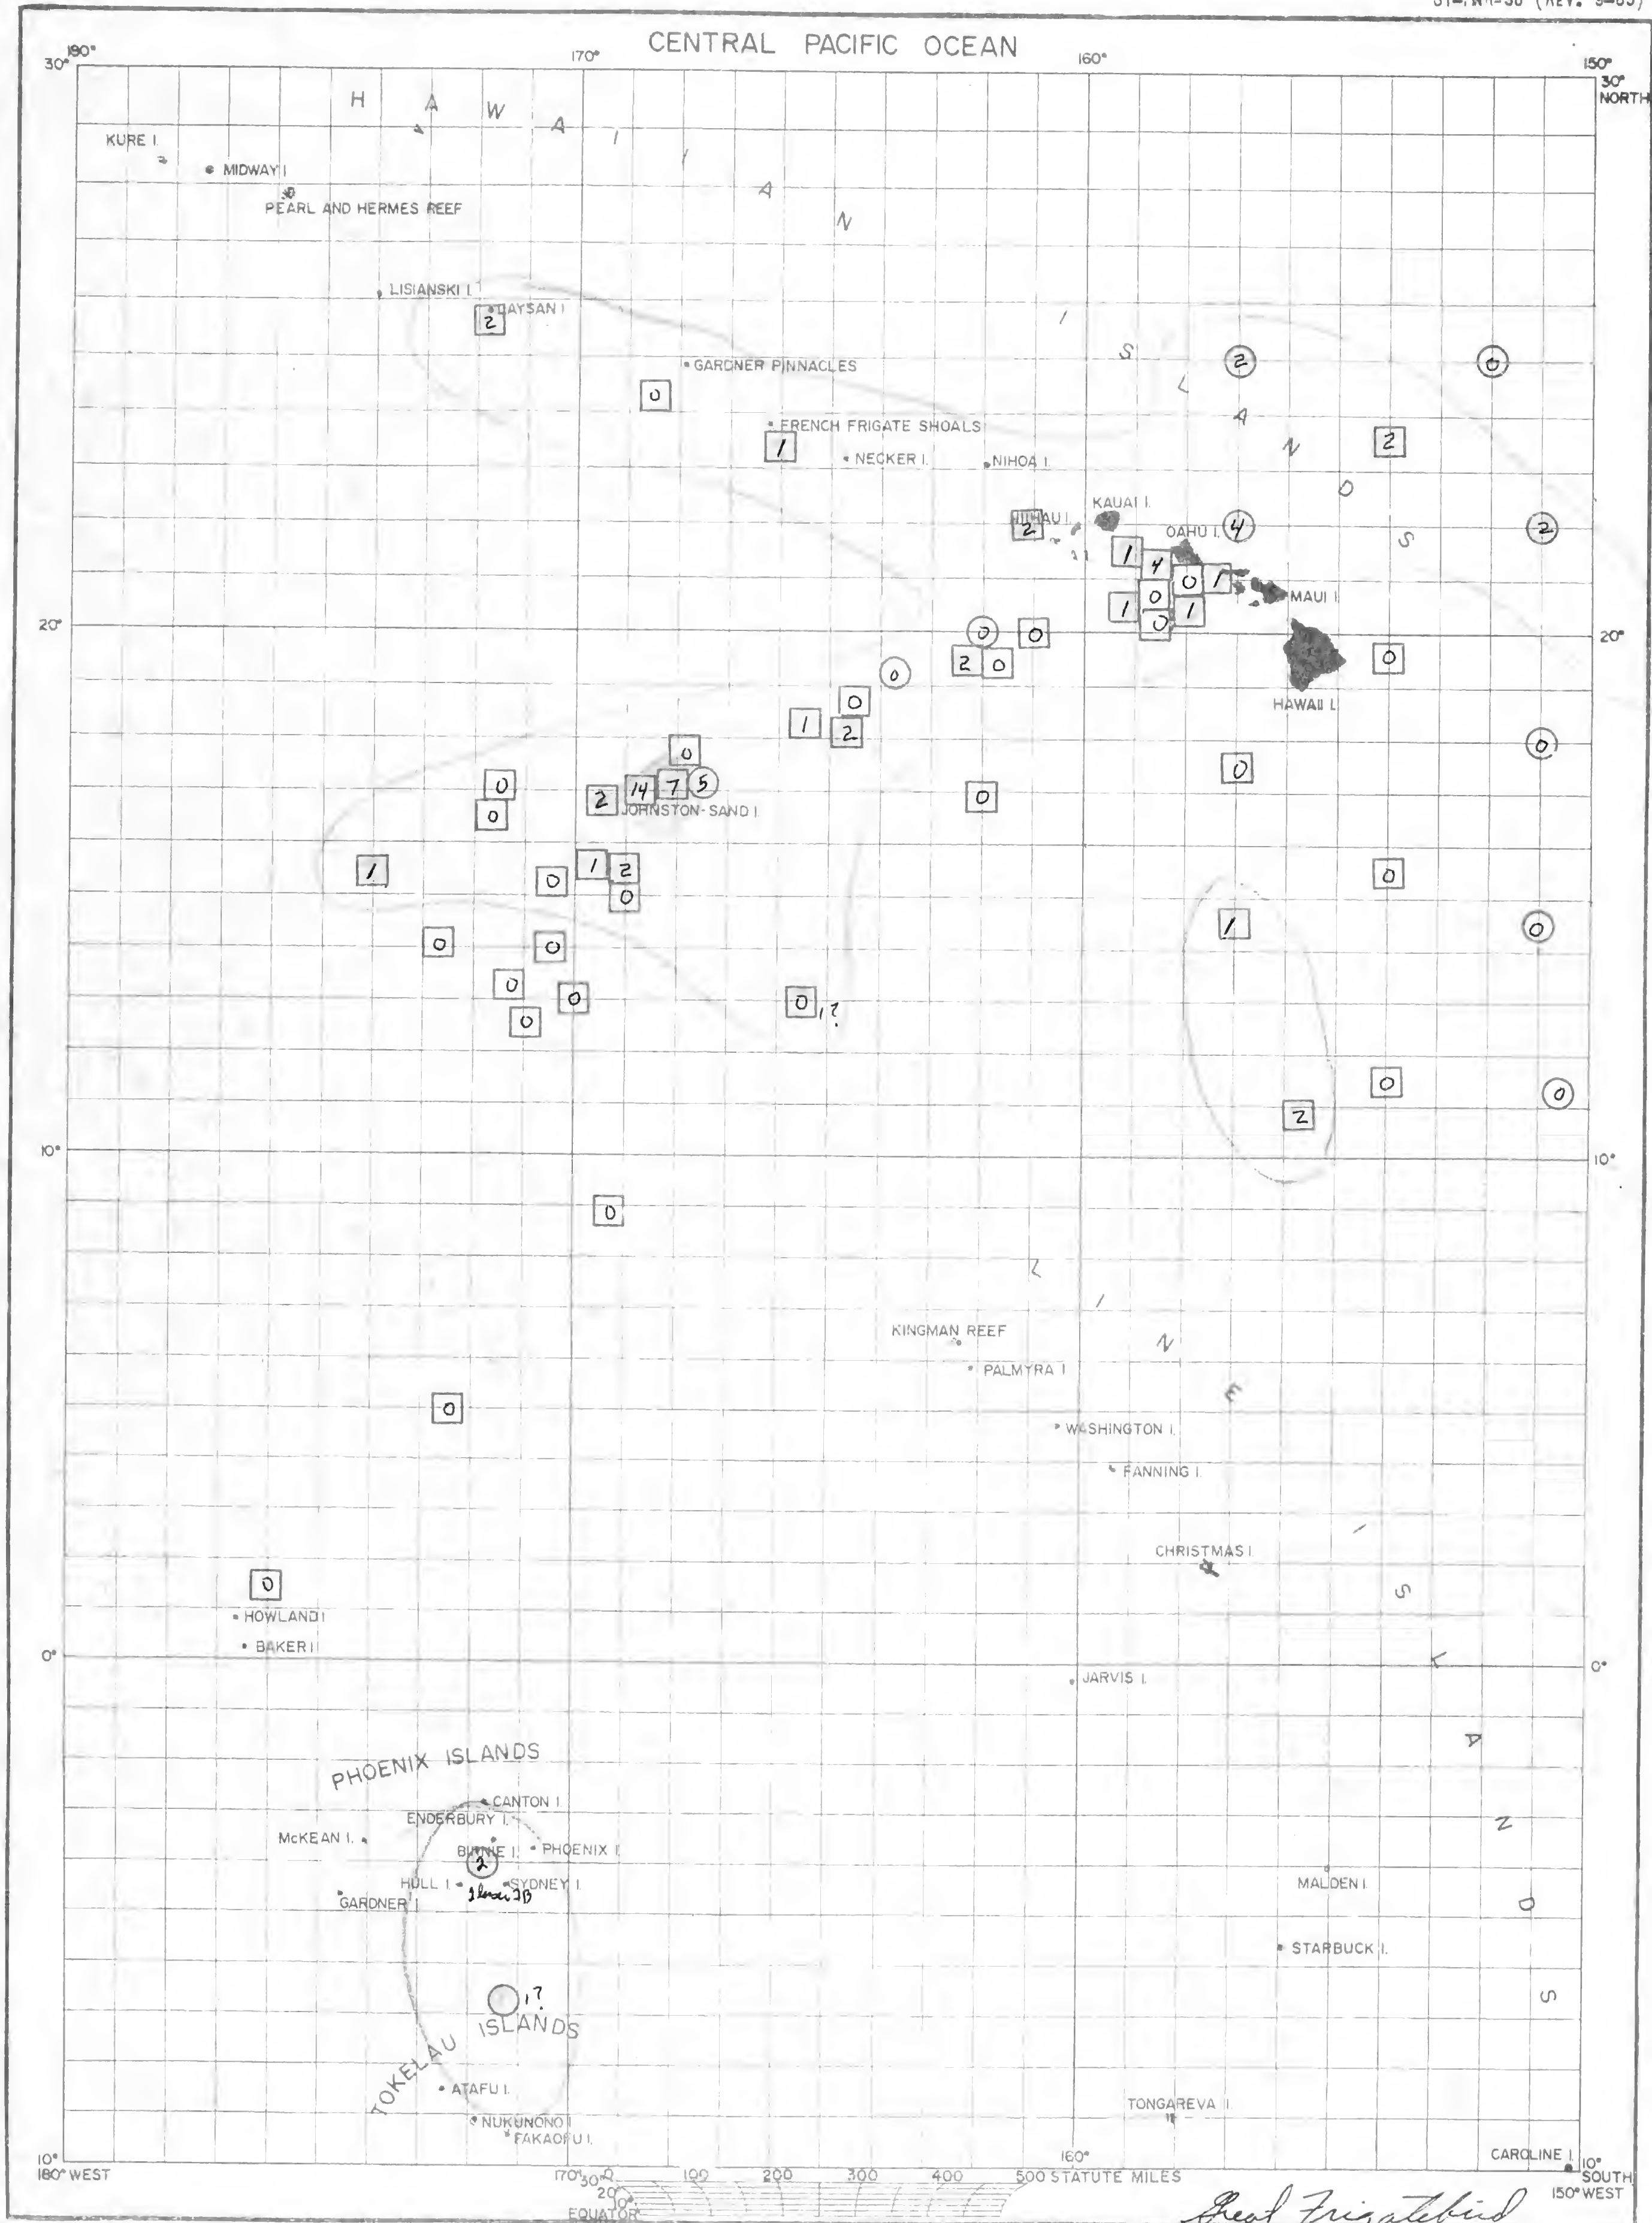 CENTRAL PACIFIC OCEAN
180° 170° 160° 150°
30° 30°
NORTH
H A W A I I A N
I S L A N D S
KURE I.
MIDWAY I
PEARL AND HERMES REEF
LISIANSKI I.
LAYSAN I
2
GARDNER PINNACLES
2 0
0
FRENCH FRIGATE SHOALS
1 2
NECKER I. NIHOA I.
KAUAI I.
NIIHAU I.
2
OAHU I. 4 2
1 4
0 1
0
MAUI I.
1 1
0
20° 0 0 20°
2 0 0
0
HAWAII I.
0
1 2
0 0
0 0
2 14 7 5 0
JOHNSTON-SAND I.
0
1 1 2 0
0 0
1 0
0 0
0
0 0 1?
0
0 0
2
10° 10°
0
L I N E
I S L A N D S
KINGMAN REEF
PALMYRA I
0
WASHINGTON I.
FANNING I.
CHRISTMAS I.
0
HOWLAND I
BAKER I
0° 0°
JARVIS I.
PHOENIX ISLANDS
CANTON I.
ENDERBURY I.
McKEAN I.
BIRNIE I. PHOENIX I.
2
HULL I. SYDNEY I.
GARDNER I.
MALDEN I.
STARBUCK I.
1?
TOKELAU ISLANDS
ATAFU I.
NUKUNONO I
FAKAOFU I.
TONGAREVA I.
CAROLINE I.
10° 160° 10°
180° WEST 170° SOUTH
150° WEST
30° 0 100 200 300 400 500 STATUTE MILES
20°
10°
EQUATOR
Great Frigatebird